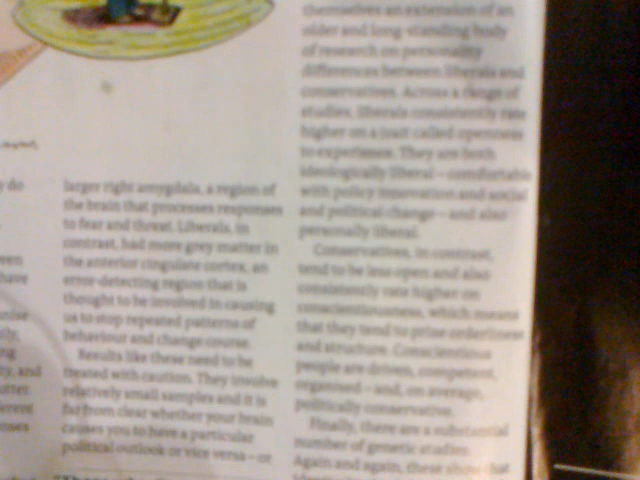 larger right amygdala, a region of
the brain that processes responses
to fear and threat. Liberals, in
contrast, had more grey matter in
the anterior cingulate cortex, an
error-detecting region that is
thought to be involved in causing
us to stop repeated patterns of
behaviour and change course.
Results like these need to be
treated with caution. They involve
relatively small samples and it is
far from clear whether your brain
causes you to have a particular
political outlook or vice versa – or
themselves an extension of an
older and long-standing body
of research on personality
differences between liberals and
conservatives. Across a range of
studies, liberals consistently rate
higher on a trait called openness
to experience. They are both
ideologically liberal – comfortable
with policy innovation and social
and political change – and also
personally liberal.
Conservatives, in contrast,
tend to be less open and also
consistently rate higher on
conscientiousness, which means
that they tend to prize orderliness
and structure. Conscientious
people are driven, competent,
organised – and, on average,
politically conservative.
Finally, there are a substantial
number of genetic studies.
Again and again, these show that